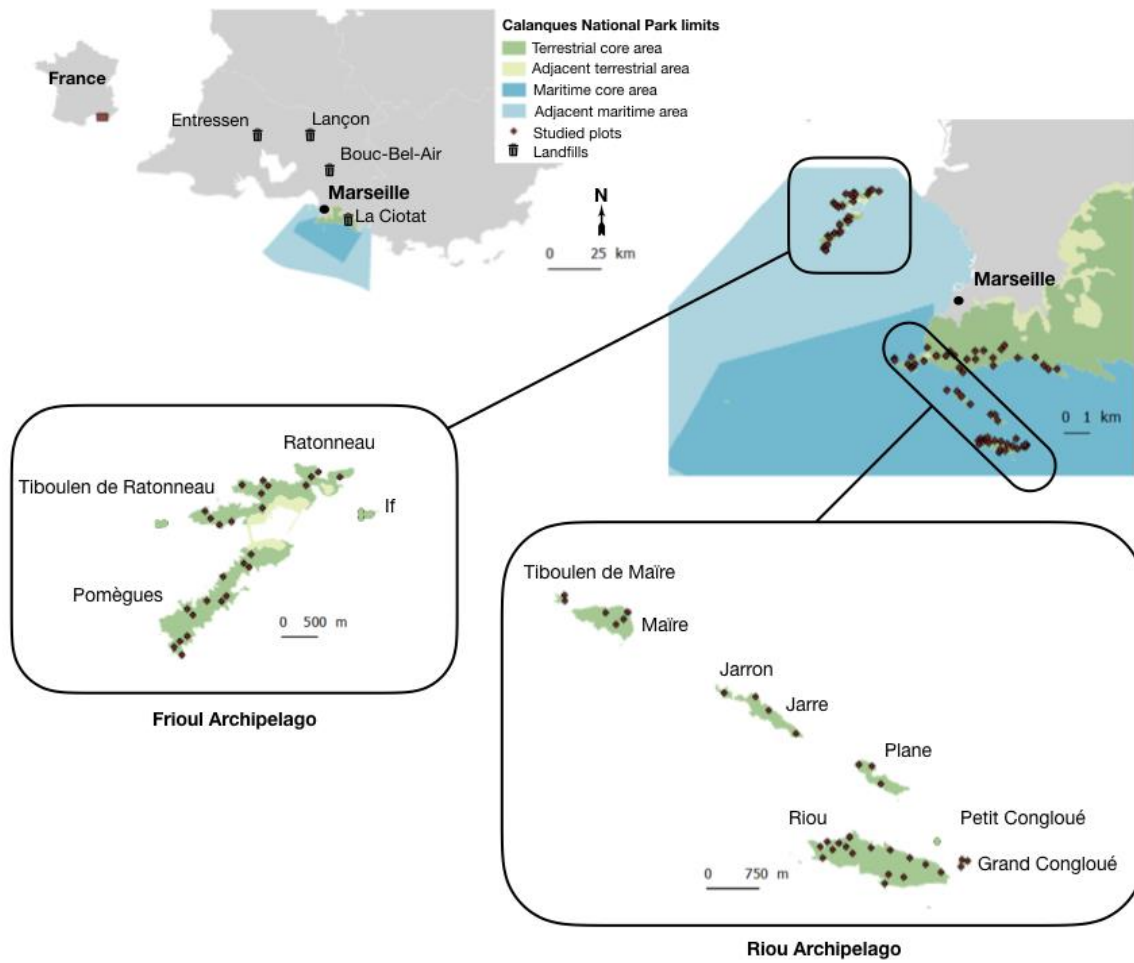 Calanques National Park limits
Terrestrial core area
Adjacent terrestrial area
Maritime core area
Adjacent maritime area
Studied plots
Landfills
France
Entressen
Lançon
Bouc-Bel-Air
Marseille
La Ciotat
N
0 25 km
Marseille
0 1 km
Ratonneau
Tiboulen de Ratonneau
If
Pomègues
0 500 m
Frioul Archipelago
Tiboulen de Maïre
Maïre
Jarron
Jarre
Plane
Riou
Petit Congloué
Grand Congloué
0 750 m
Riou Archipelago